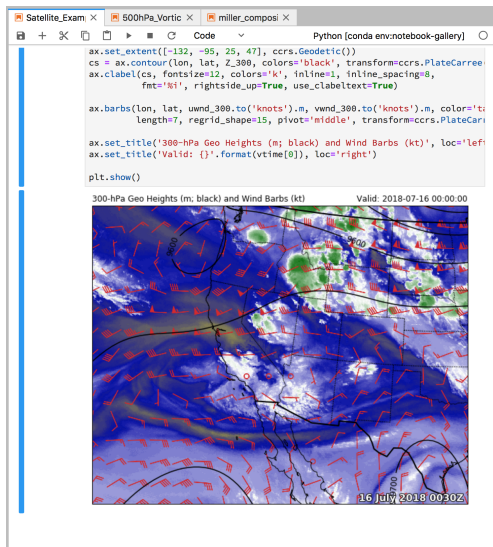 Satellite_Exam
500hPa_Vortic
miller_composi
Code
Python [conda env:notebook-gallery]
ax.set_extent([-132, -95, 25, 47], ccrs.Geodetic())
cs = ax.contour(lon, lat, Z_300, colors='black', transform=ccrs.PlateCarree
ax.clabel(cs, fontsize=12, colors='k', inline=1, inline_spacing=8,
fmt='%i', rightside_up=True, use_clabeltext=True)
ax.barbs(lon, lat, uwnd_300.to('knots').m, vwnd_300.to('knots').m, color='ta
length=7, regrid_shape=15, pivot='middle', transform=ccrs.PlateCarr
ax.set_title('300-hPa Geo Heights (m; black) and Wind Barbs (kt)', loc='left
ax.set_title('Valid: {}'.format(vtime[0]), loc='right')
plt.show()
300-hPa Geo Heights (m; black) and Wind Barbs (kt)
Valid: 2018-07-16 00:00:00
9600
9600
9700
16 July 2018 0030Z